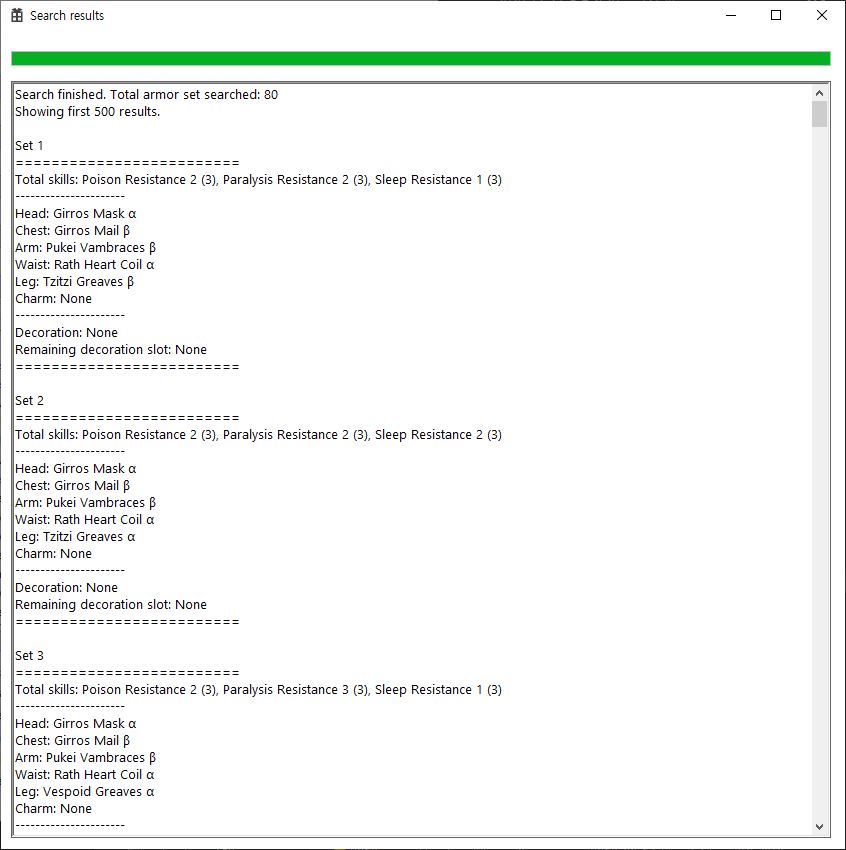 Search results
Search finished. Total armor set searched: 80
Showing first 500 results.
Set 1
=========================
Total skills: Poison Resistance 2 (3), Paralysis Resistance 2 (3), Sleep Resistance 1 (3)
----------------------
Head: Girros Mask α
Chest: Girros Mail β
Arm: Pukei Vambraces β
Waist: Rath Heart Coil α
Leg: Tzitzi Greaves β
Charm: None
----------------------
Decoration: None
Remaining decoration slot: None
=========================
Set 2
=========================
Total skills: Poison Resistance 2 (3), Paralysis Resistance 2 (3), Sleep Resistance 2 (3)
----------------------
Head: Girros Mask α
Chest: Girros Mail β
Arm: Pukei Vambraces β
Waist: Rath Heart Coil α
Leg: Tzitzi Greaves α
Charm: None
----------------------
Decoration: None
Remaining decoration slot: None
=========================
Set 3
=========================
Total skills: Poison Resistance 2 (3), Paralysis Resistance 3 (3), Sleep Resistance 1 (3)
----------------------
Head: Girros Mask α
Chest: Girros Mail β
Arm: Pukei Vambraces β
Waist: Rath Heart Coil α
Leg: Vespoid Greaves α
Charm: None
----------------------